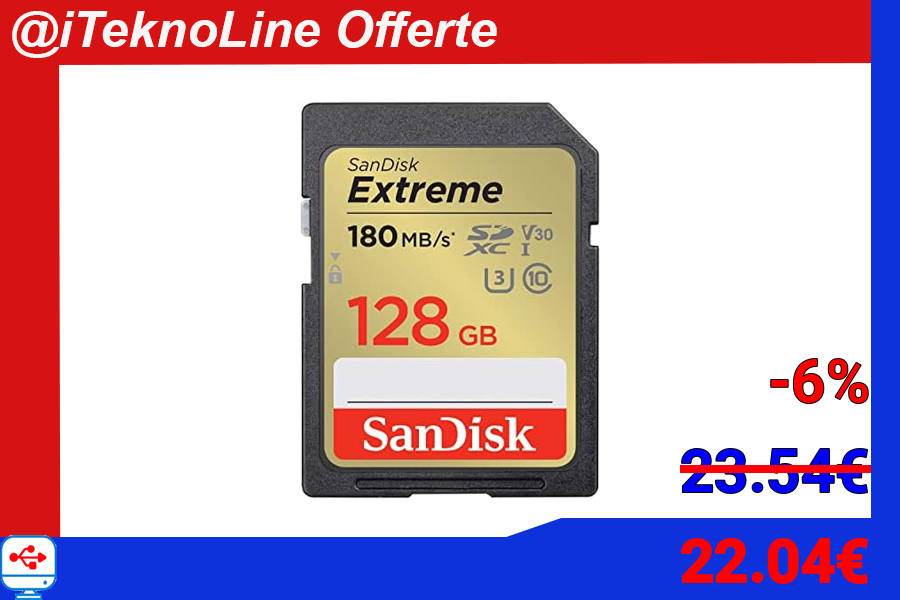 @iTeknoLine Offerte
SanDisk
Extreme
180 MB/s*
SD XC
V30
I
3
10
128 GB
SanDisk
-6%
23.54€
22.04€